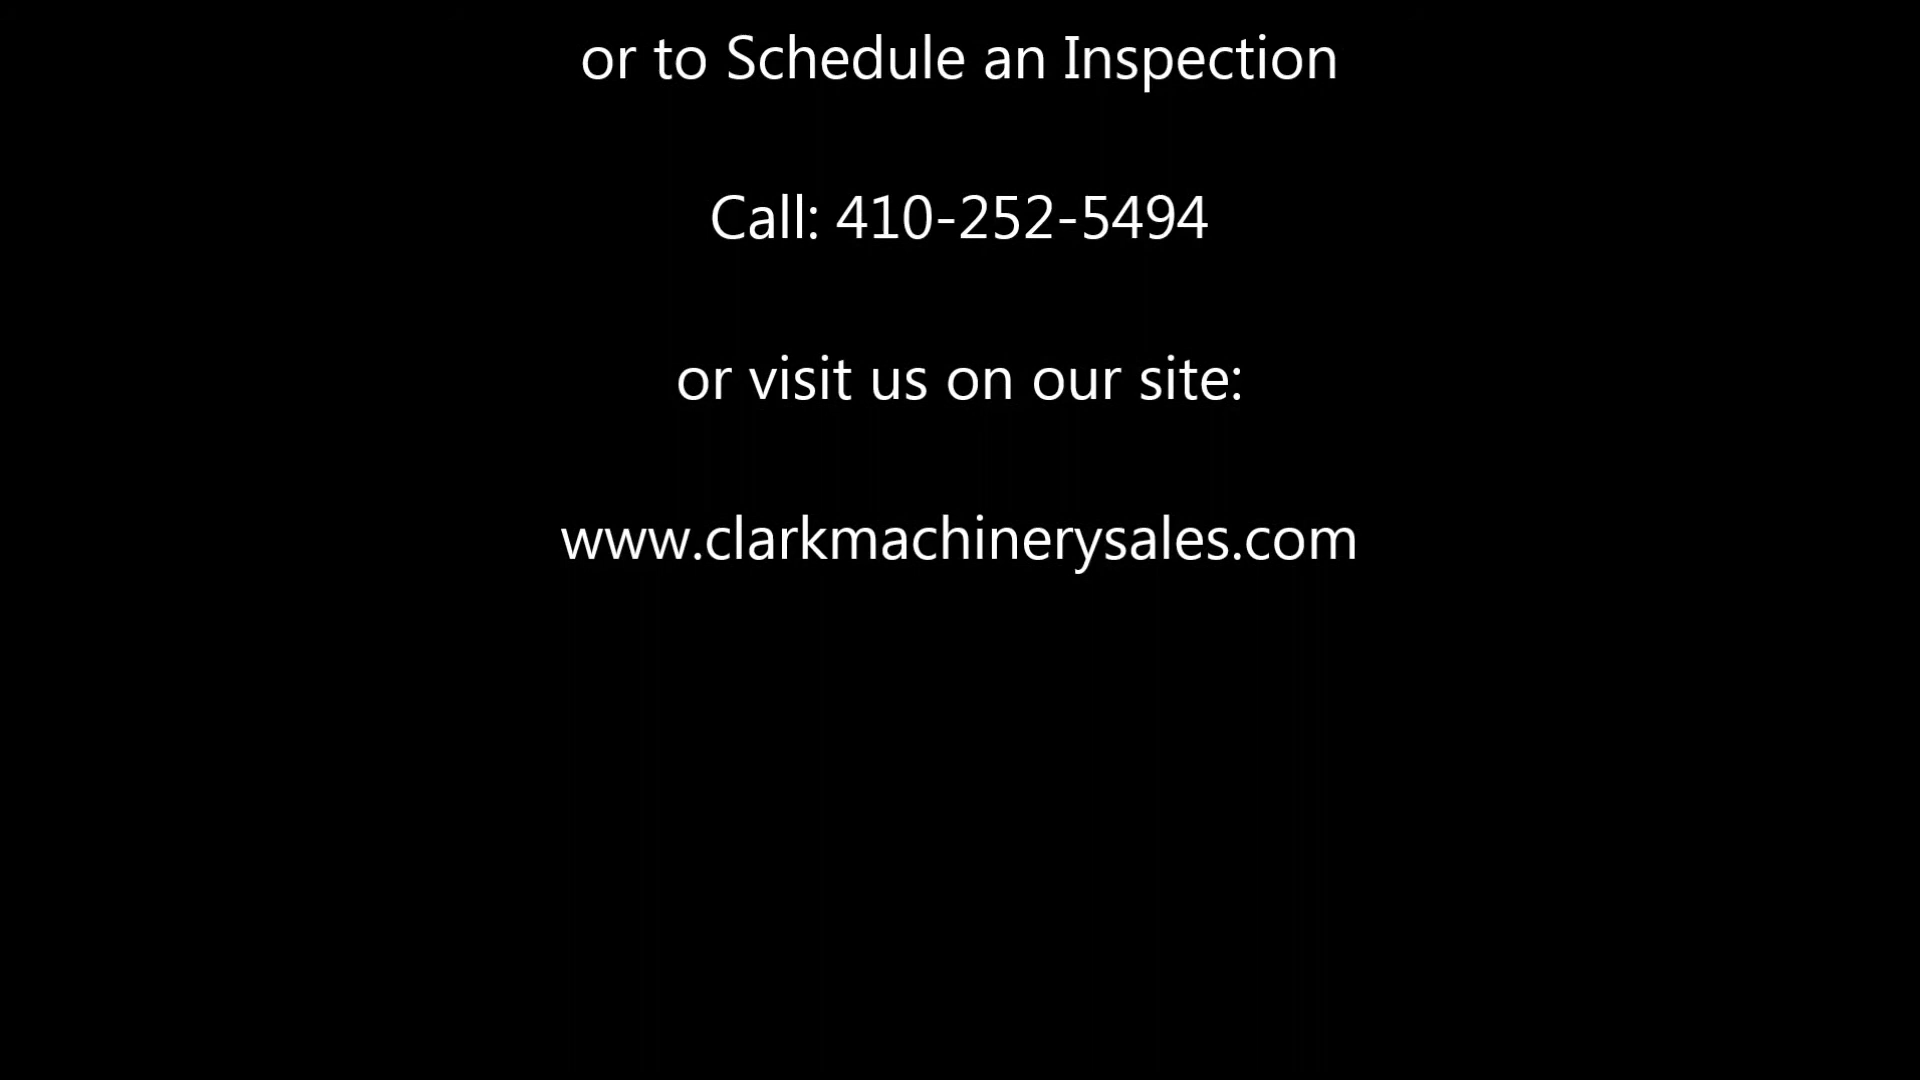 or to Schedule an Inspection
Call: 410-252-5494
or visit us on our site:
www.clarkmachinerysales.com